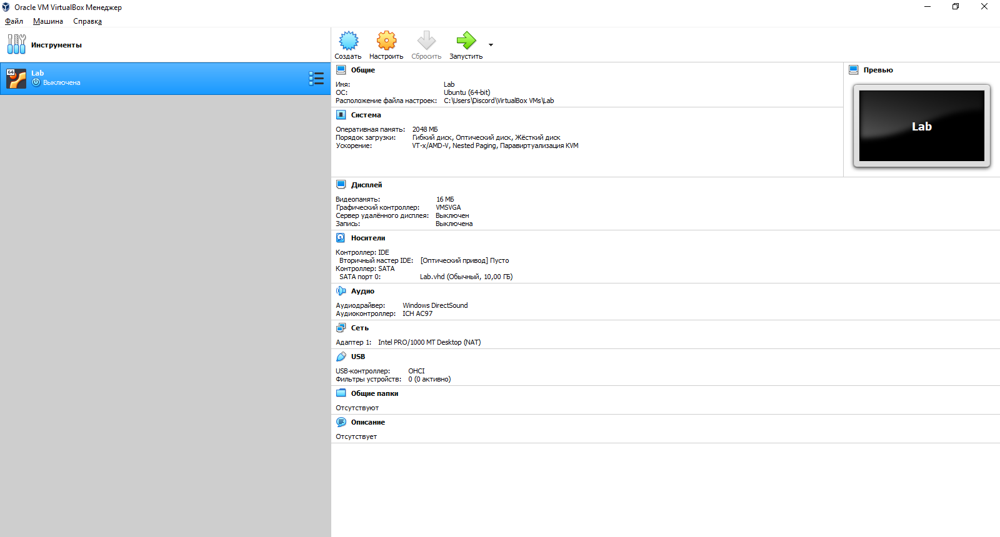 Oracle VM VirtualBox Менеджер
Файл Машина Справка
Инструменты
64
Lab
Выключена
Создать Настроить Сбросить Запустить
Общие
Имя: Lab
ОС: Ubuntu (64-bit)
Расположение файла настроек: C:\Users\Discord\VirtualBox VMs\Lab
Система
Оперативная память: 2048 МБ
Порядок загрузки: Гибкий диск, Оптический диск, Жёсткий диск
Ускорение: VT-x/AMD-V, Nested Paging, Паравиртуализация KVM
Превью
Lab
Дисплей
Видеопамять: 16 МБ
Графический контроллер: VMSVGA
Сервер удалённого дисплея: Выключен
Запись: Выключена
Носители
Контроллер: IDE
Вторичный мастер IDE: [Оптический привод] Пусто
Контроллер: SATA
SATA порт 0: Lab.vhd (Обычный, 10,00 ГБ)
Аудио
Аудиодрайвер: Windows DirectSound
Аудиоконтроллер: ICH AC97
Сеть
Адаптер 1: Intel PRO/1000 MT Desktop (NAT)
USB
USB-контроллер: OHCI
Фильтры устройств: 0 (0 активно)
Общие папки
Отсутствуют
Описание
Отсутствует